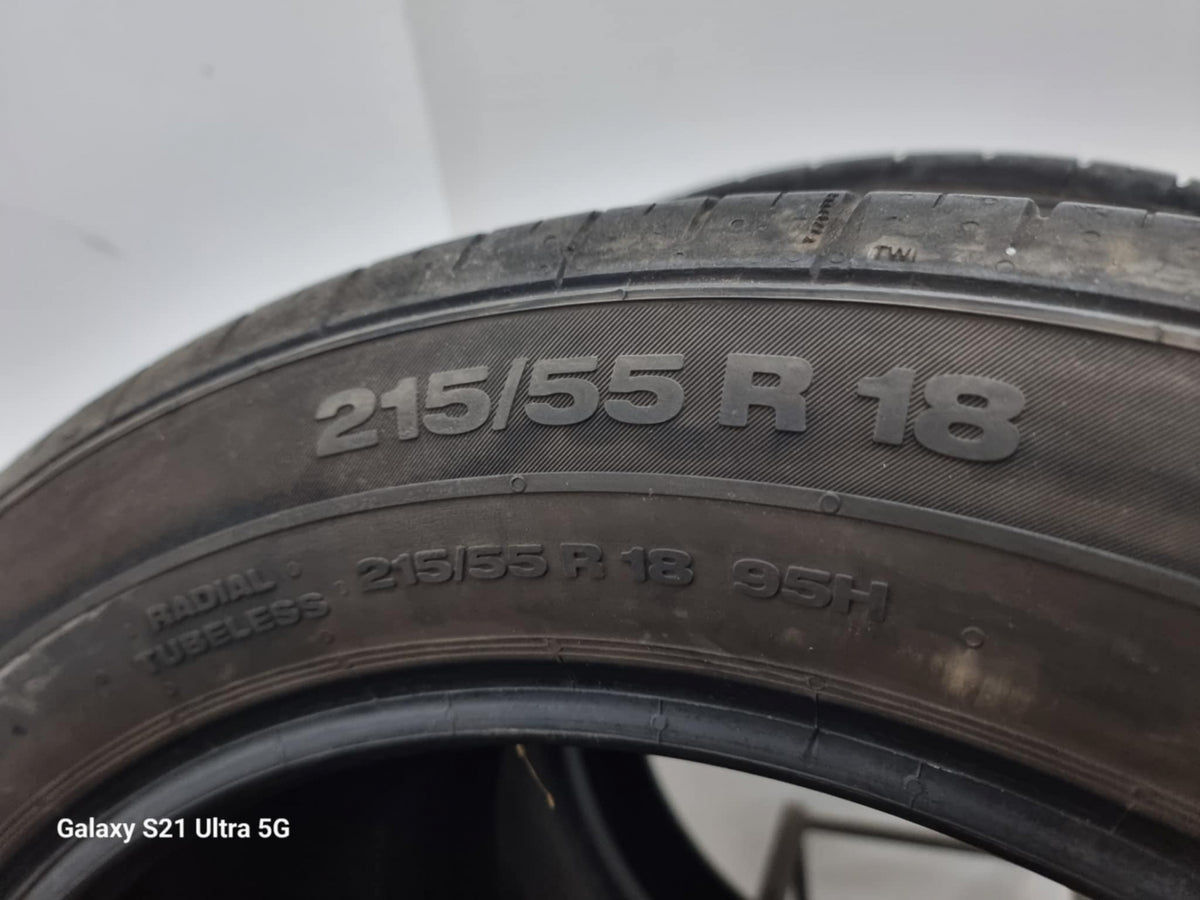 TWI
215/55 R 18
RADIAL
TUBELESS
215/55 R 18 95H
Galaxy S21 Ultra 5G